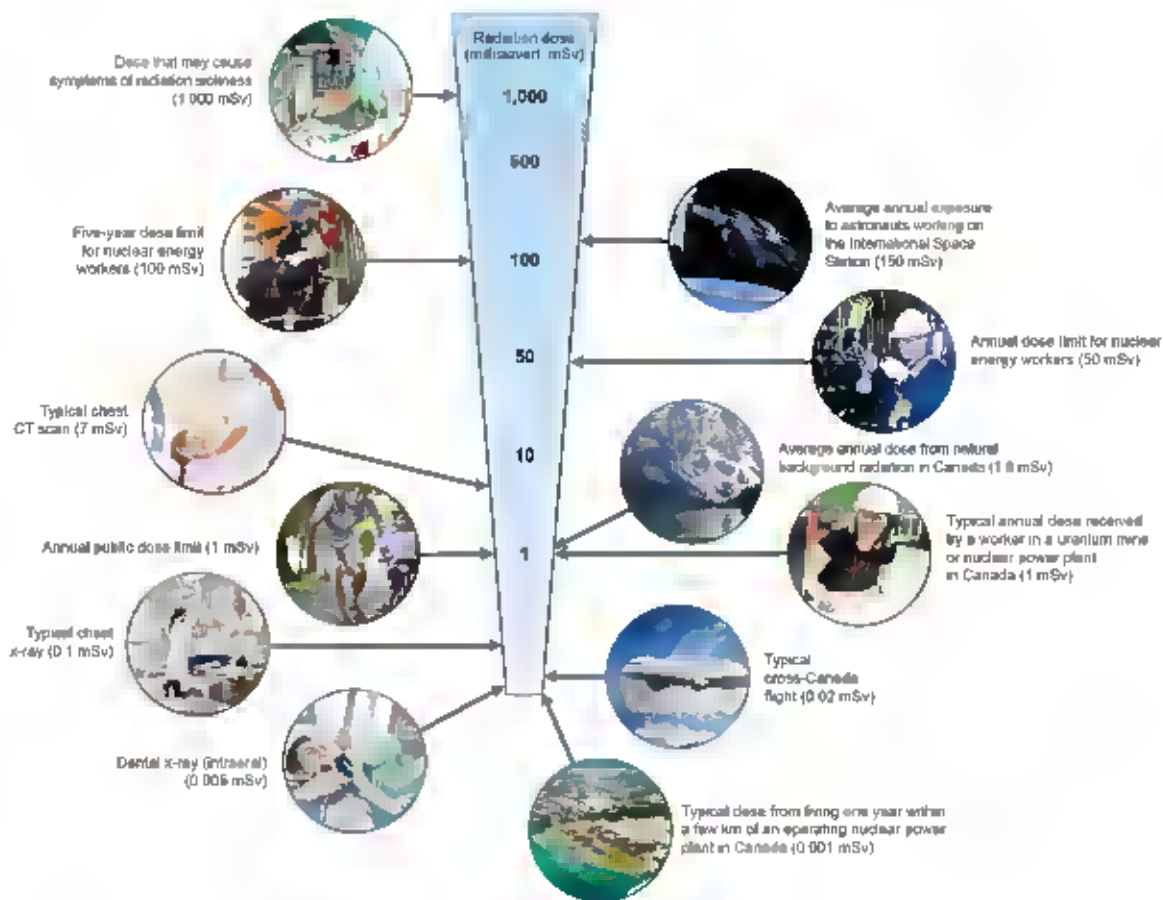 Radiation dose
(millisievert mSv)
1,000
500
100
50
10
1
Dose that may cause
symptoms of radiation sickness
(1 000 mSv)
Five-year dose limit
for nuclear energy
workers (100 mSv)
Typical chest
CT scan (7 mSv)
Annual public dose limit (1 mSv)
Typical chest
x-ray (0.1 mSv)
Dental x-ray (intraoral)
(0.005 mSv)
Average annual exposure
to astronauts working on
the International Space
Station (150 mSv)
Annual dose limit for nuclear
energy workers (50 mSv)
Average annual dose from natural
background radiation in Canada (1.8 mSv)
Typical annual dose received
by a worker in a uranium mine
or nuclear power plant
in Canada (1 mSv)
Typical
cross-Canada
flight (0.02 mSv)
Typical dose from living one year within
a few km of an operating nuclear power
plant in Canada (0.001 mSv)